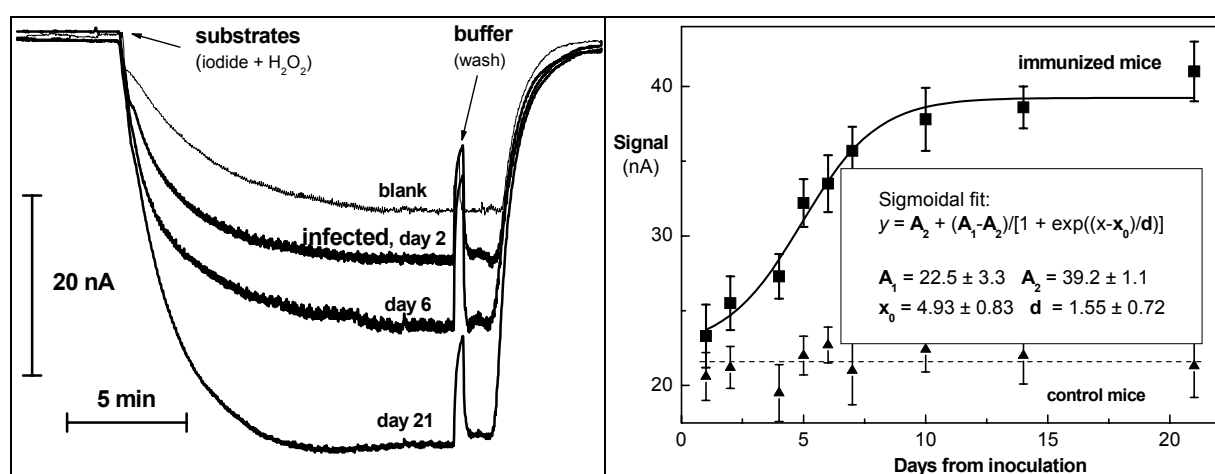 substrates
(iodide + H₂O₂)
buffer
(wash)
blank
infected, day 2
day 6
day 21
20 nA
5 min
Signal
(nA)
40
30
20
0
5
10
15
20
Days from inoculation
immunized mice
Sigmoidal fit:
y = A₂ + (A₁-A₂)/[1 + exp((x-x₀)/d)]
A₁ = 22.5 ± 3.3 A₂ = 39.2 ± 1.1
x₀ = 4.93 ± 0.83 d = 1.55 ± 0.72
control mice